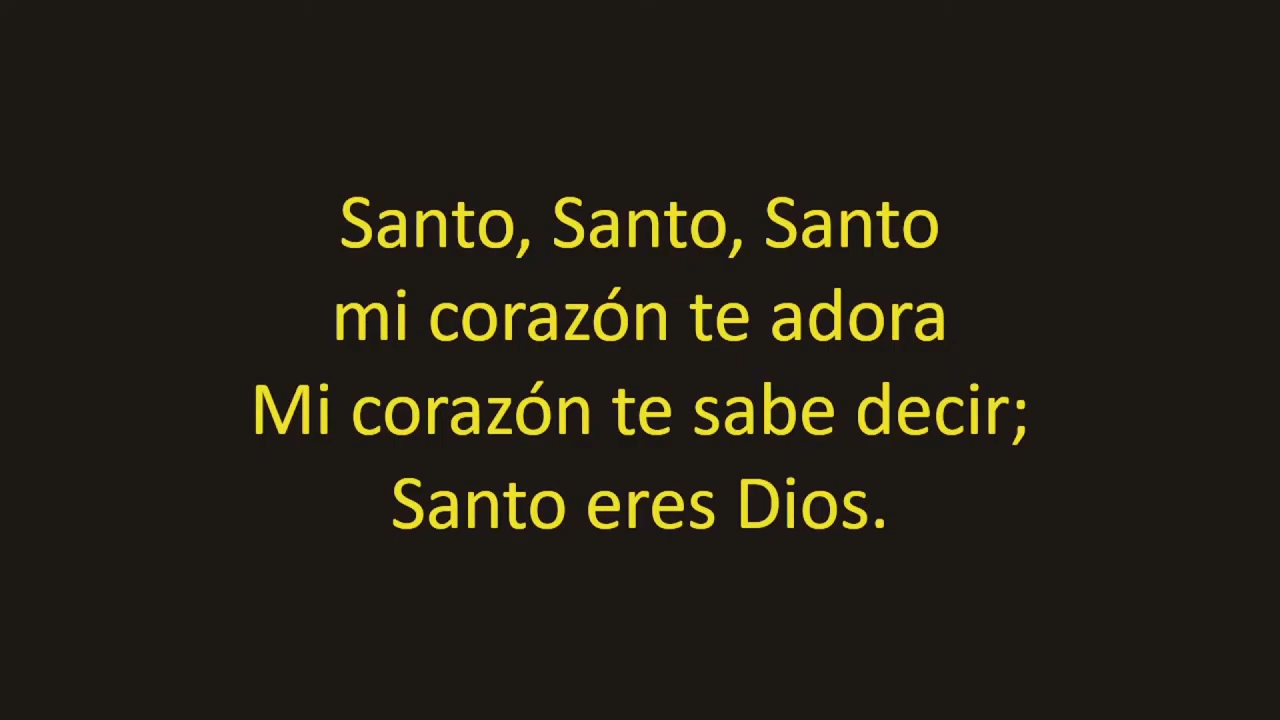 Santo, Santo, Santo
mi corazón te adora
Mi corazón te sabe decir;
Santo eres Dios.